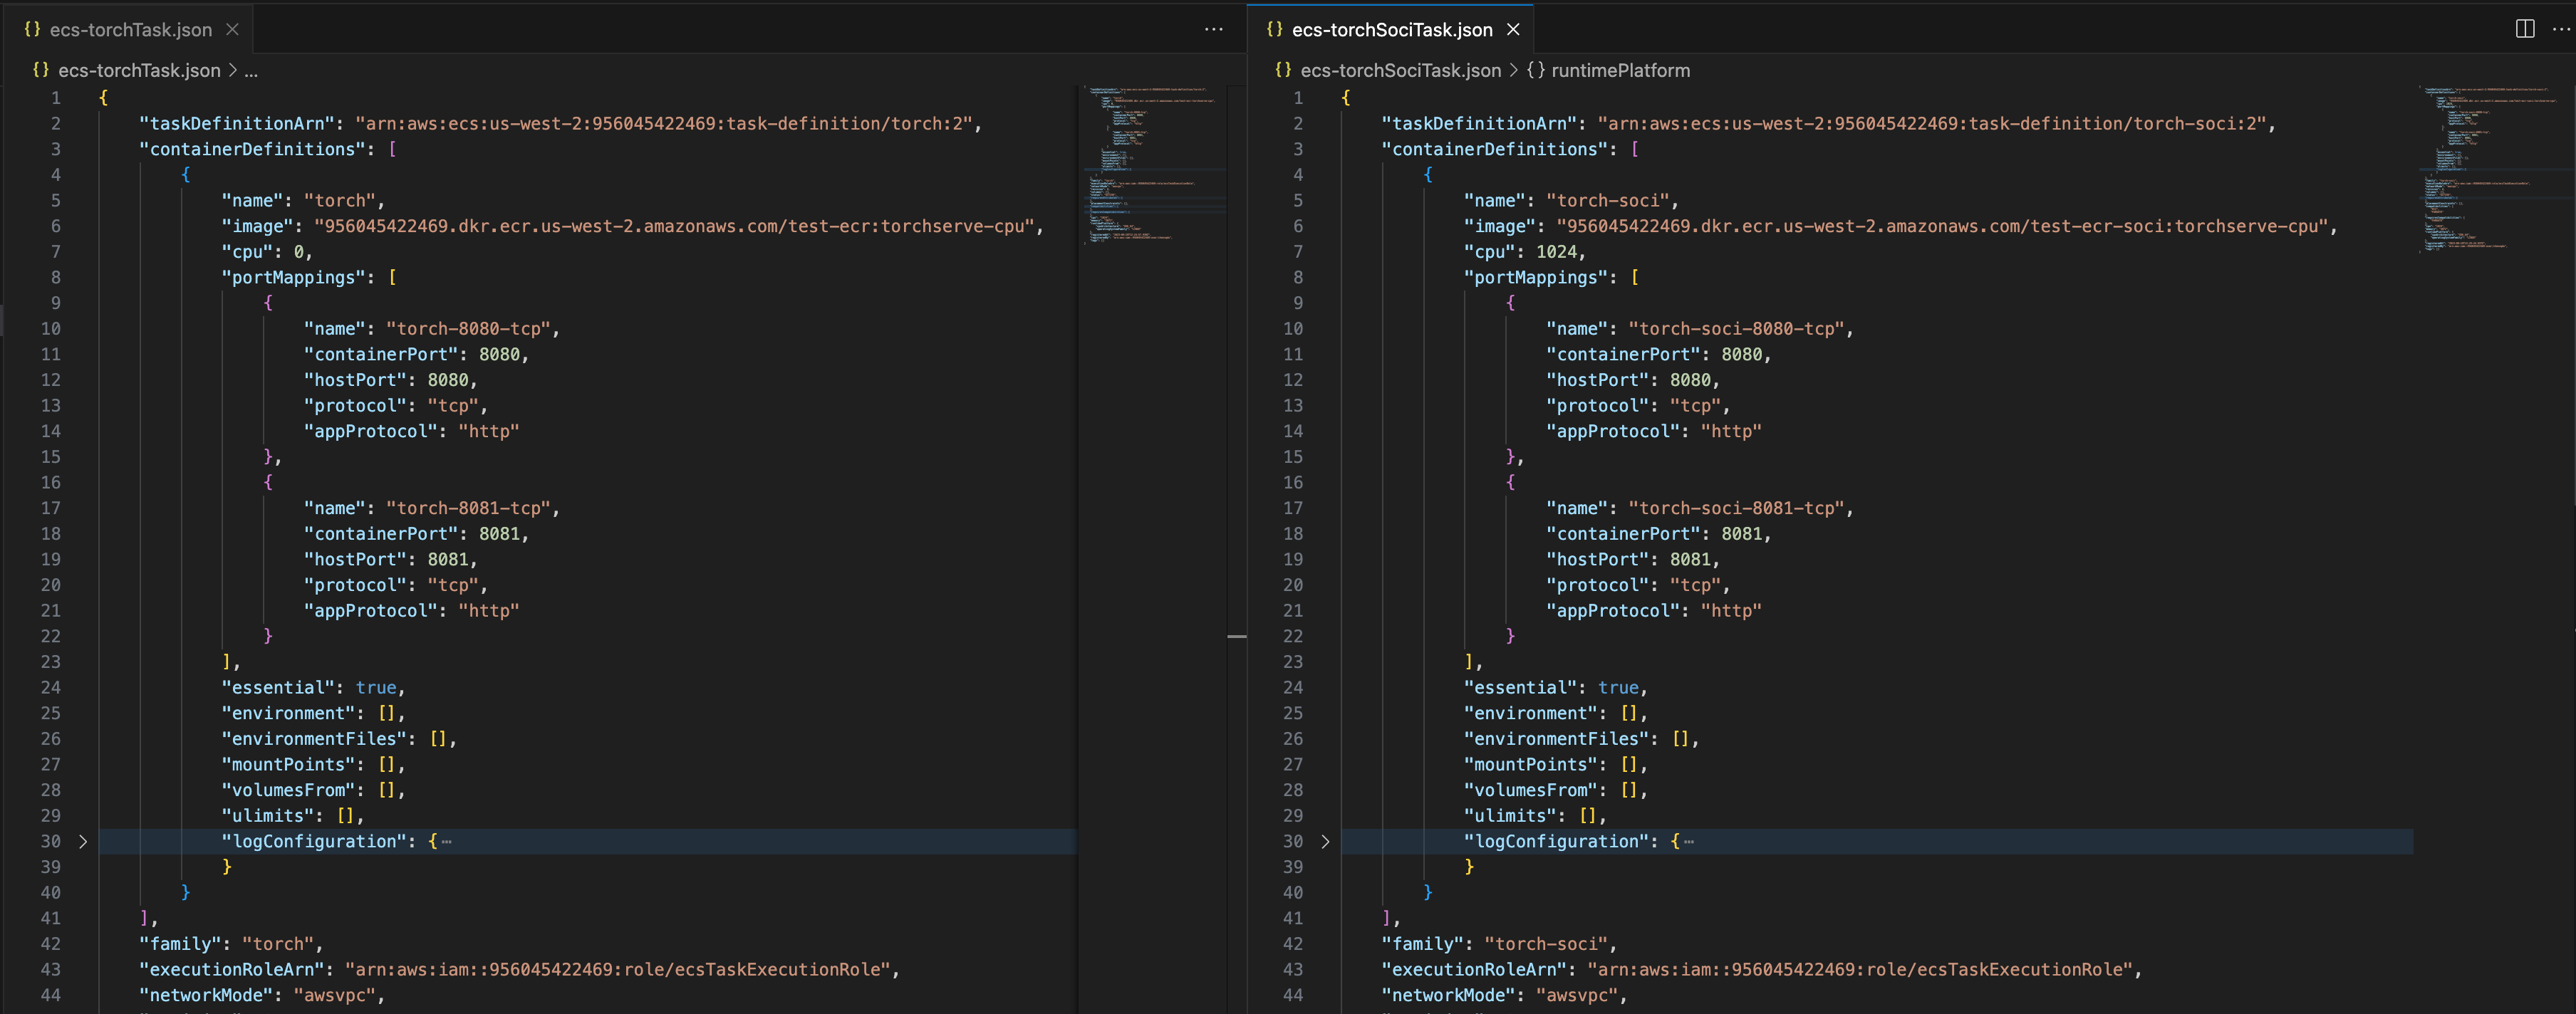 ecs-torchTask.json
ecs-torchTask.json > ...
1 {
2 "taskDefinitionArn": "arn:aws:ecs:us-west-2:956045422469:task-definition/torch:2",
3 "containerDefinitions": [
4 {
5 "name": "torch",
6 "image": "956045422469.dkr.ecr.us-west-2.amazonaws.com/test-ecr:torchserve-cpu",
7 "cpu": 0,
8 "portMappings": [
9 {
10 "name": "torch-8080-tcp",
11 "containerPort": 8080,
12 "hostPort": 8080,
13 "protocol": "tcp",
14 "appProtocol": "http"
15 },
16 {
17 "name": "torch-8081-tcp",
18 "containerPort": 8081,
19 "hostPort": 8081,
20 "protocol": "tcp",
21 "appProtocol": "http"
22 }
23 ],
24 "essential": true,
25 "environment": [],
26 "environmentFiles": [],
27 "mountPoints": [],
28 "volumesFrom": [],
29 "ulimits": [],
30 "logConfiguration": {⋯
39 }
40 }
41 ],
42 "family": "torch",
43 "executionRoleArn": "arn:aws:iam::956045422469:role/ecsTaskExecutionRole",
44 "networkMode": "awsvpc",
ecs-torchSociTask.json
ecs-torchSociTask.json > {} runtimePlatform
1 {
2 "taskDefinitionArn": "arn:aws:ecs:us-west-2:956045422469:task-definition/torch-soci:2",
3 "containerDefinitions": [
4 {
5 "name": "torch-soci",
6 "image": "956045422469.dkr.ecr.us-west-2.amazonaws.com/test-ecr-soci:torchserve-cpu",
7 "cpu": 1024,
8 "portMappings": [
9 {
10 "name": "torch-soci-8080-tcp",
11 "containerPort": 8080,
12 "hostPort": 8080,
13 "protocol": "tcp",
14 "appProtocol": "http"
15 },
16 {
17 "name": "torch-soci-8081-tcp",
18 "containerPort": 8081,
19 "hostPort": 8081,
20 "protocol": "tcp",
21 "appProtocol": "http"
22 }
23 ],
24 "essential": true,
25 "environment": [],
26 "environmentFiles": [],
27 "mountPoints": [],
28 "volumesFrom": [],
29 "ulimits": [],
30 "logConfiguration": {⋯
39 }
40 }
41 ],
42 "family": "torch-soci",
43 "executionRoleArn": "arn:aws:iam::956045422469:role/ecsTaskExecutionRole",
44 "networkMode": "awsvpc",